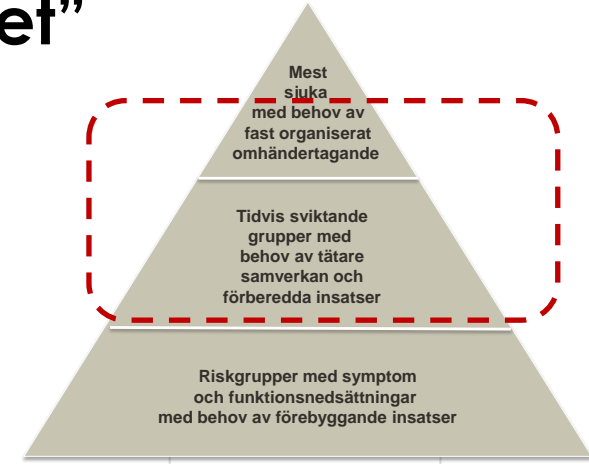 et”
Mest
sjuka
med behov av
fast organiserat
omhändertagande
Tidvis sviktande
grupper med
behov av tätare
samverkan och
förberedda insatser
Riskgrupper med symptom
och funktionsnedsättningar
med behov av förebyggande insatser